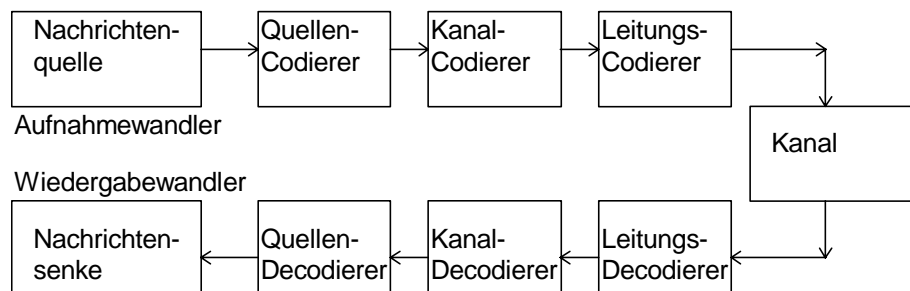 Nachrichten-
quelle
Quellen-
Codierer
Kanal-
Codierer
Leitungs-
Codierer
Aufnahmewandler
Kanal
Wiedergabewandler
Nachrichten-
senke
Quellen-
Decodierer
Kanal-
Decodierer
Leitungs-
Decodierer